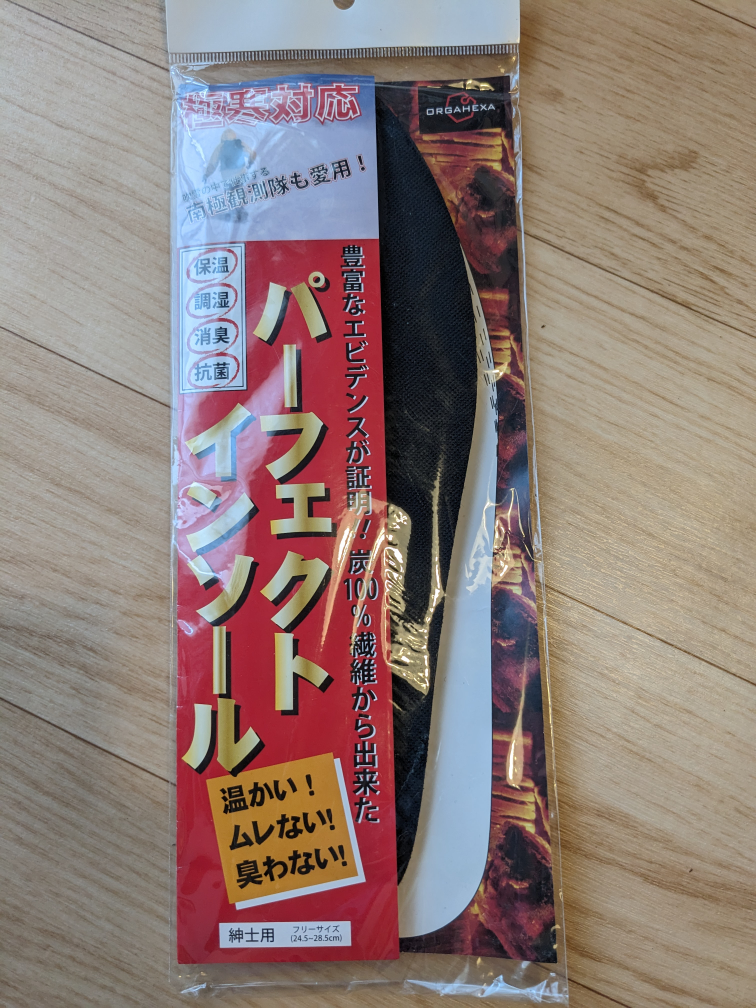 極寒対応
ORGAHEXA
南極観測隊も愛用!
保温
調湿
消臭
抗菌
豊富なエビデンスが証明!!炭100%繊維から出来た
パーフェクト
インソール
温かい!
ムレない!
臭わない!
紳士用
フリーサイズ
(24.5~28.5cm)